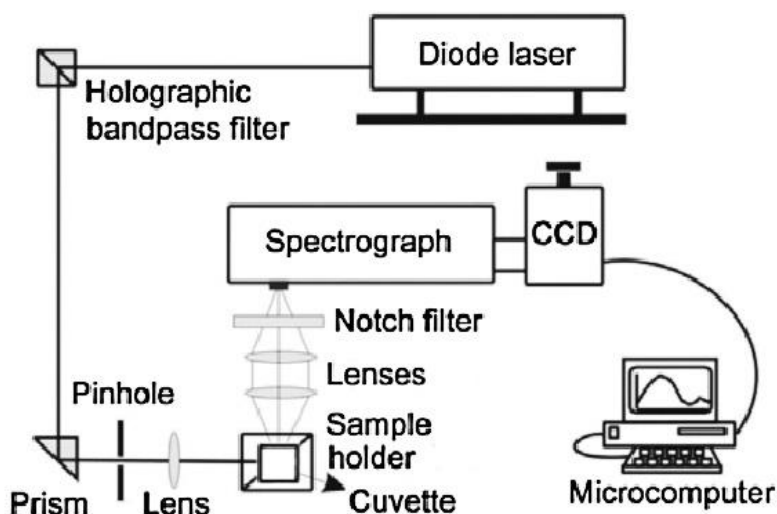 Diode laser
Holographic
bandpass filter
Spectrograph
CCD
Notch filter
Lenses
Pinhole
Sample
holder
Prism
Lens
Cuvette
Microcomputer